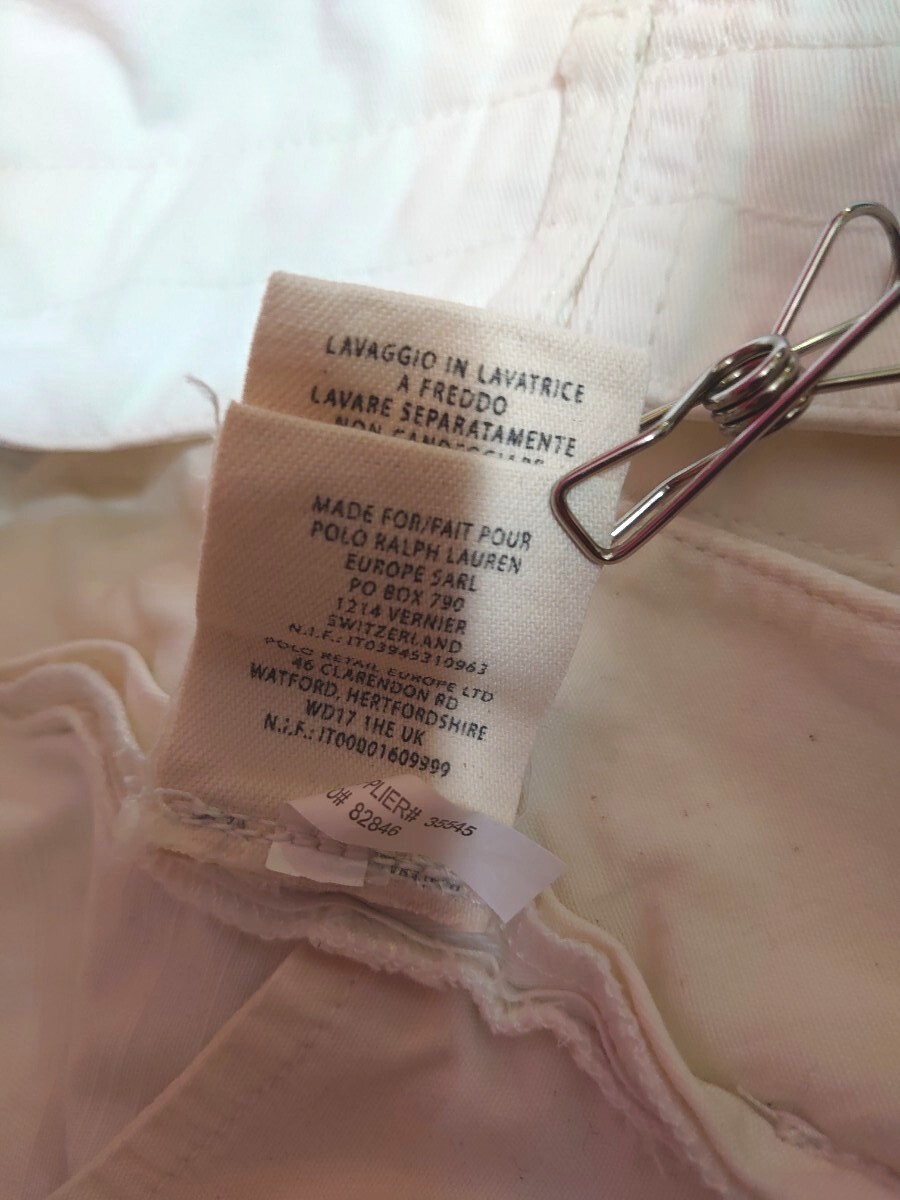 LAVAGGIO IN LAVATRICE
A FREDDO
LAVARE SEPARATAMENTE
NON CANDEGGIARE
MADE FOR/FAIT POUR
POLO RALPH LAUREN
EUROPE SARL
PO BOX 790
1214 VERNIER
SWITZERLAND
N.I.F.: IT03945310963
POLO RETAIL EUROPE LTD
46 CLARENDON RD
WATFORD, HERTFORDSHIRE
WD17 1HE UK
N.I.F.: IT00001609999
PLIER# 35545
O# 82846